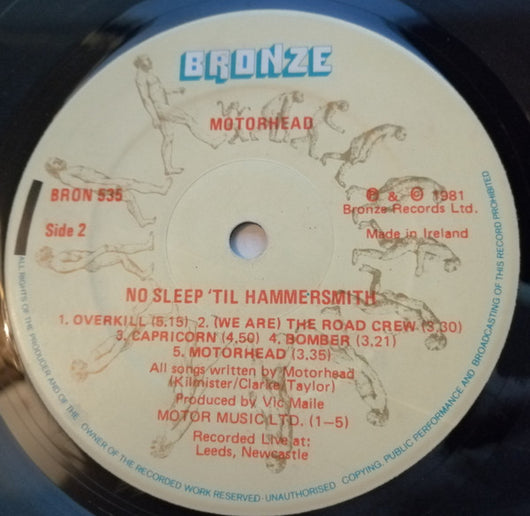 BRONZE
MOTORHEAD
BRON 535
Side 2
℗ & © 1981
Bronze Records Ltd.
Made in Ireland
NO SLEEP 'TIL HAMMERSMITH
1. OVERKILL (5.15) 2. (WE ARE) THE ROAD CREW (3.30)
3. CAPRICORN (4.50) 4. BOMBER (3.21)
5. MOTORHEAD (3.35)
All songs written by Motorhead
(Kilmister/Clarke/Taylor)
Produced by Vic Maile
MOTOR MUSIC LTD. (1-5)
Recorded Live at:
Leeds, Newcastle
ALL RIGHTS OF THE PRODUCER AND OF THE OWNER OF THE RECORDED WORK RESERVED·UNAUTHORISED COPYING, PUBLIC PERFORMANCE AND BROADCASTING OF THIS RECORD PROHIBITED